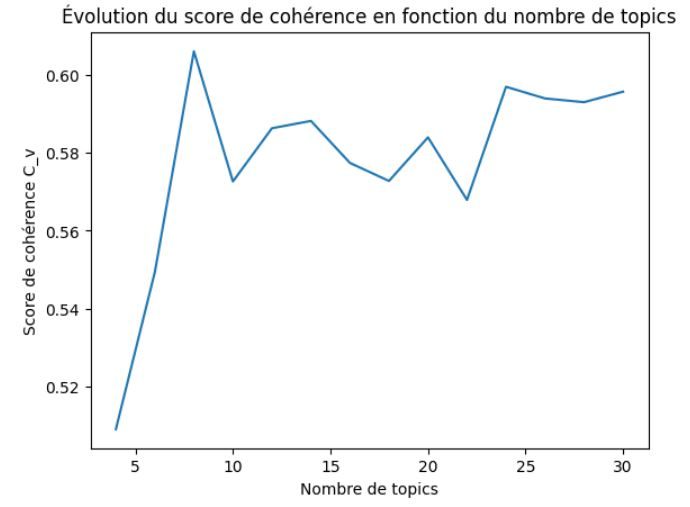 Évolution du score de cohérence en fonction du nombre de topics
0.60
0.58
0.56
0.54
0.52
Score de cohérence C_v
5 10 15 20 25 30
Nombre de topics